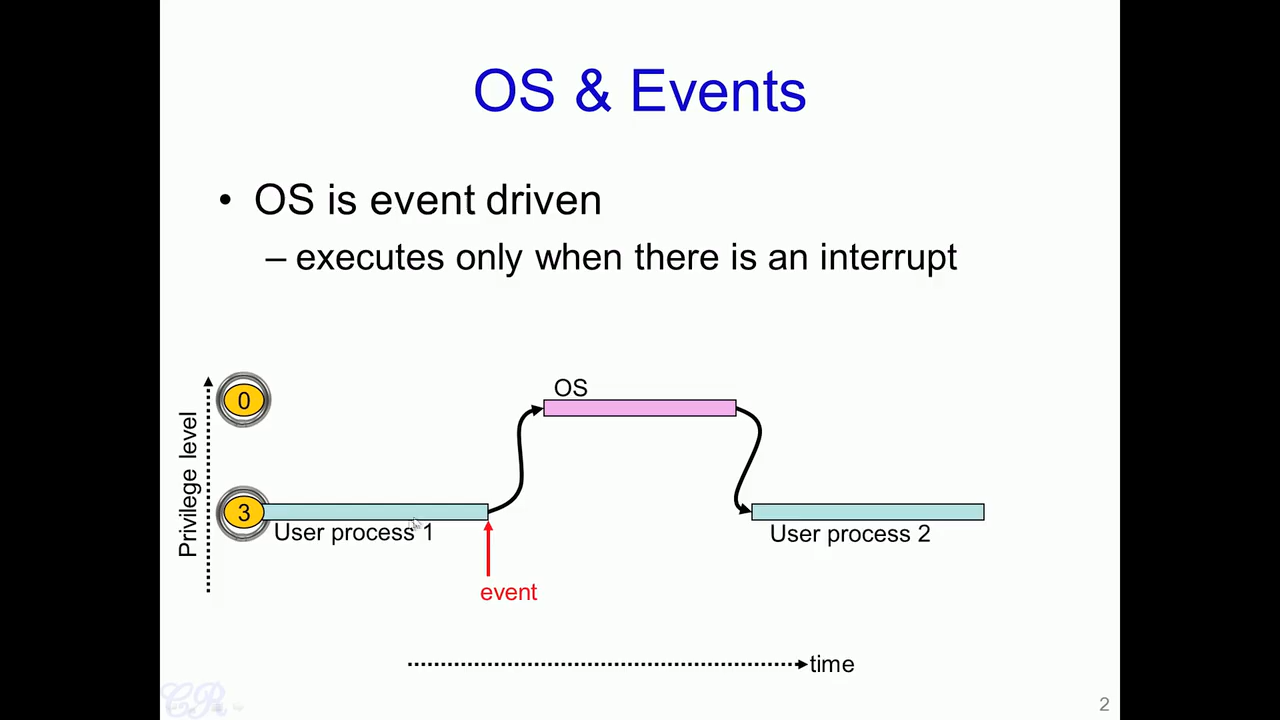 OS & Events
• OS is event driven
– executes only when there is an interrupt
Privilege level
0
OS
3
User process 1
User process 2
event
time
CR
2